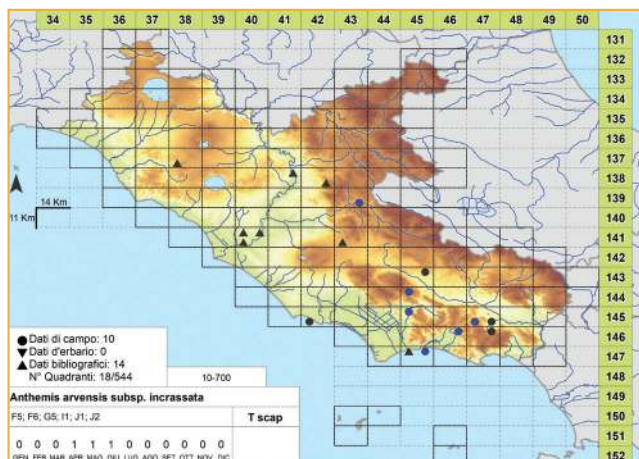 34 35 36 37 38 39 40 41 42 43 44 45 46 47 48 49 50
131
132
133
134
135
136
137
138
139
140
141
142
143
144
145
146
147
148
149
150
151
152
14 Km
11 Km
Dati di campo: 10
Dati d'erbario: 0
Dati bibliografici: 14
N° Quadranti: 18/544
10-700
Anthemis arvensis subsp. incrassata
F5; F6; G5; I1; J1; J2
T scap
0 0 0 1 1 1 0 0 0 0 0 0
GEN FEB MAR APR MAG GIU LUG AGO SET OTT NOV DIC